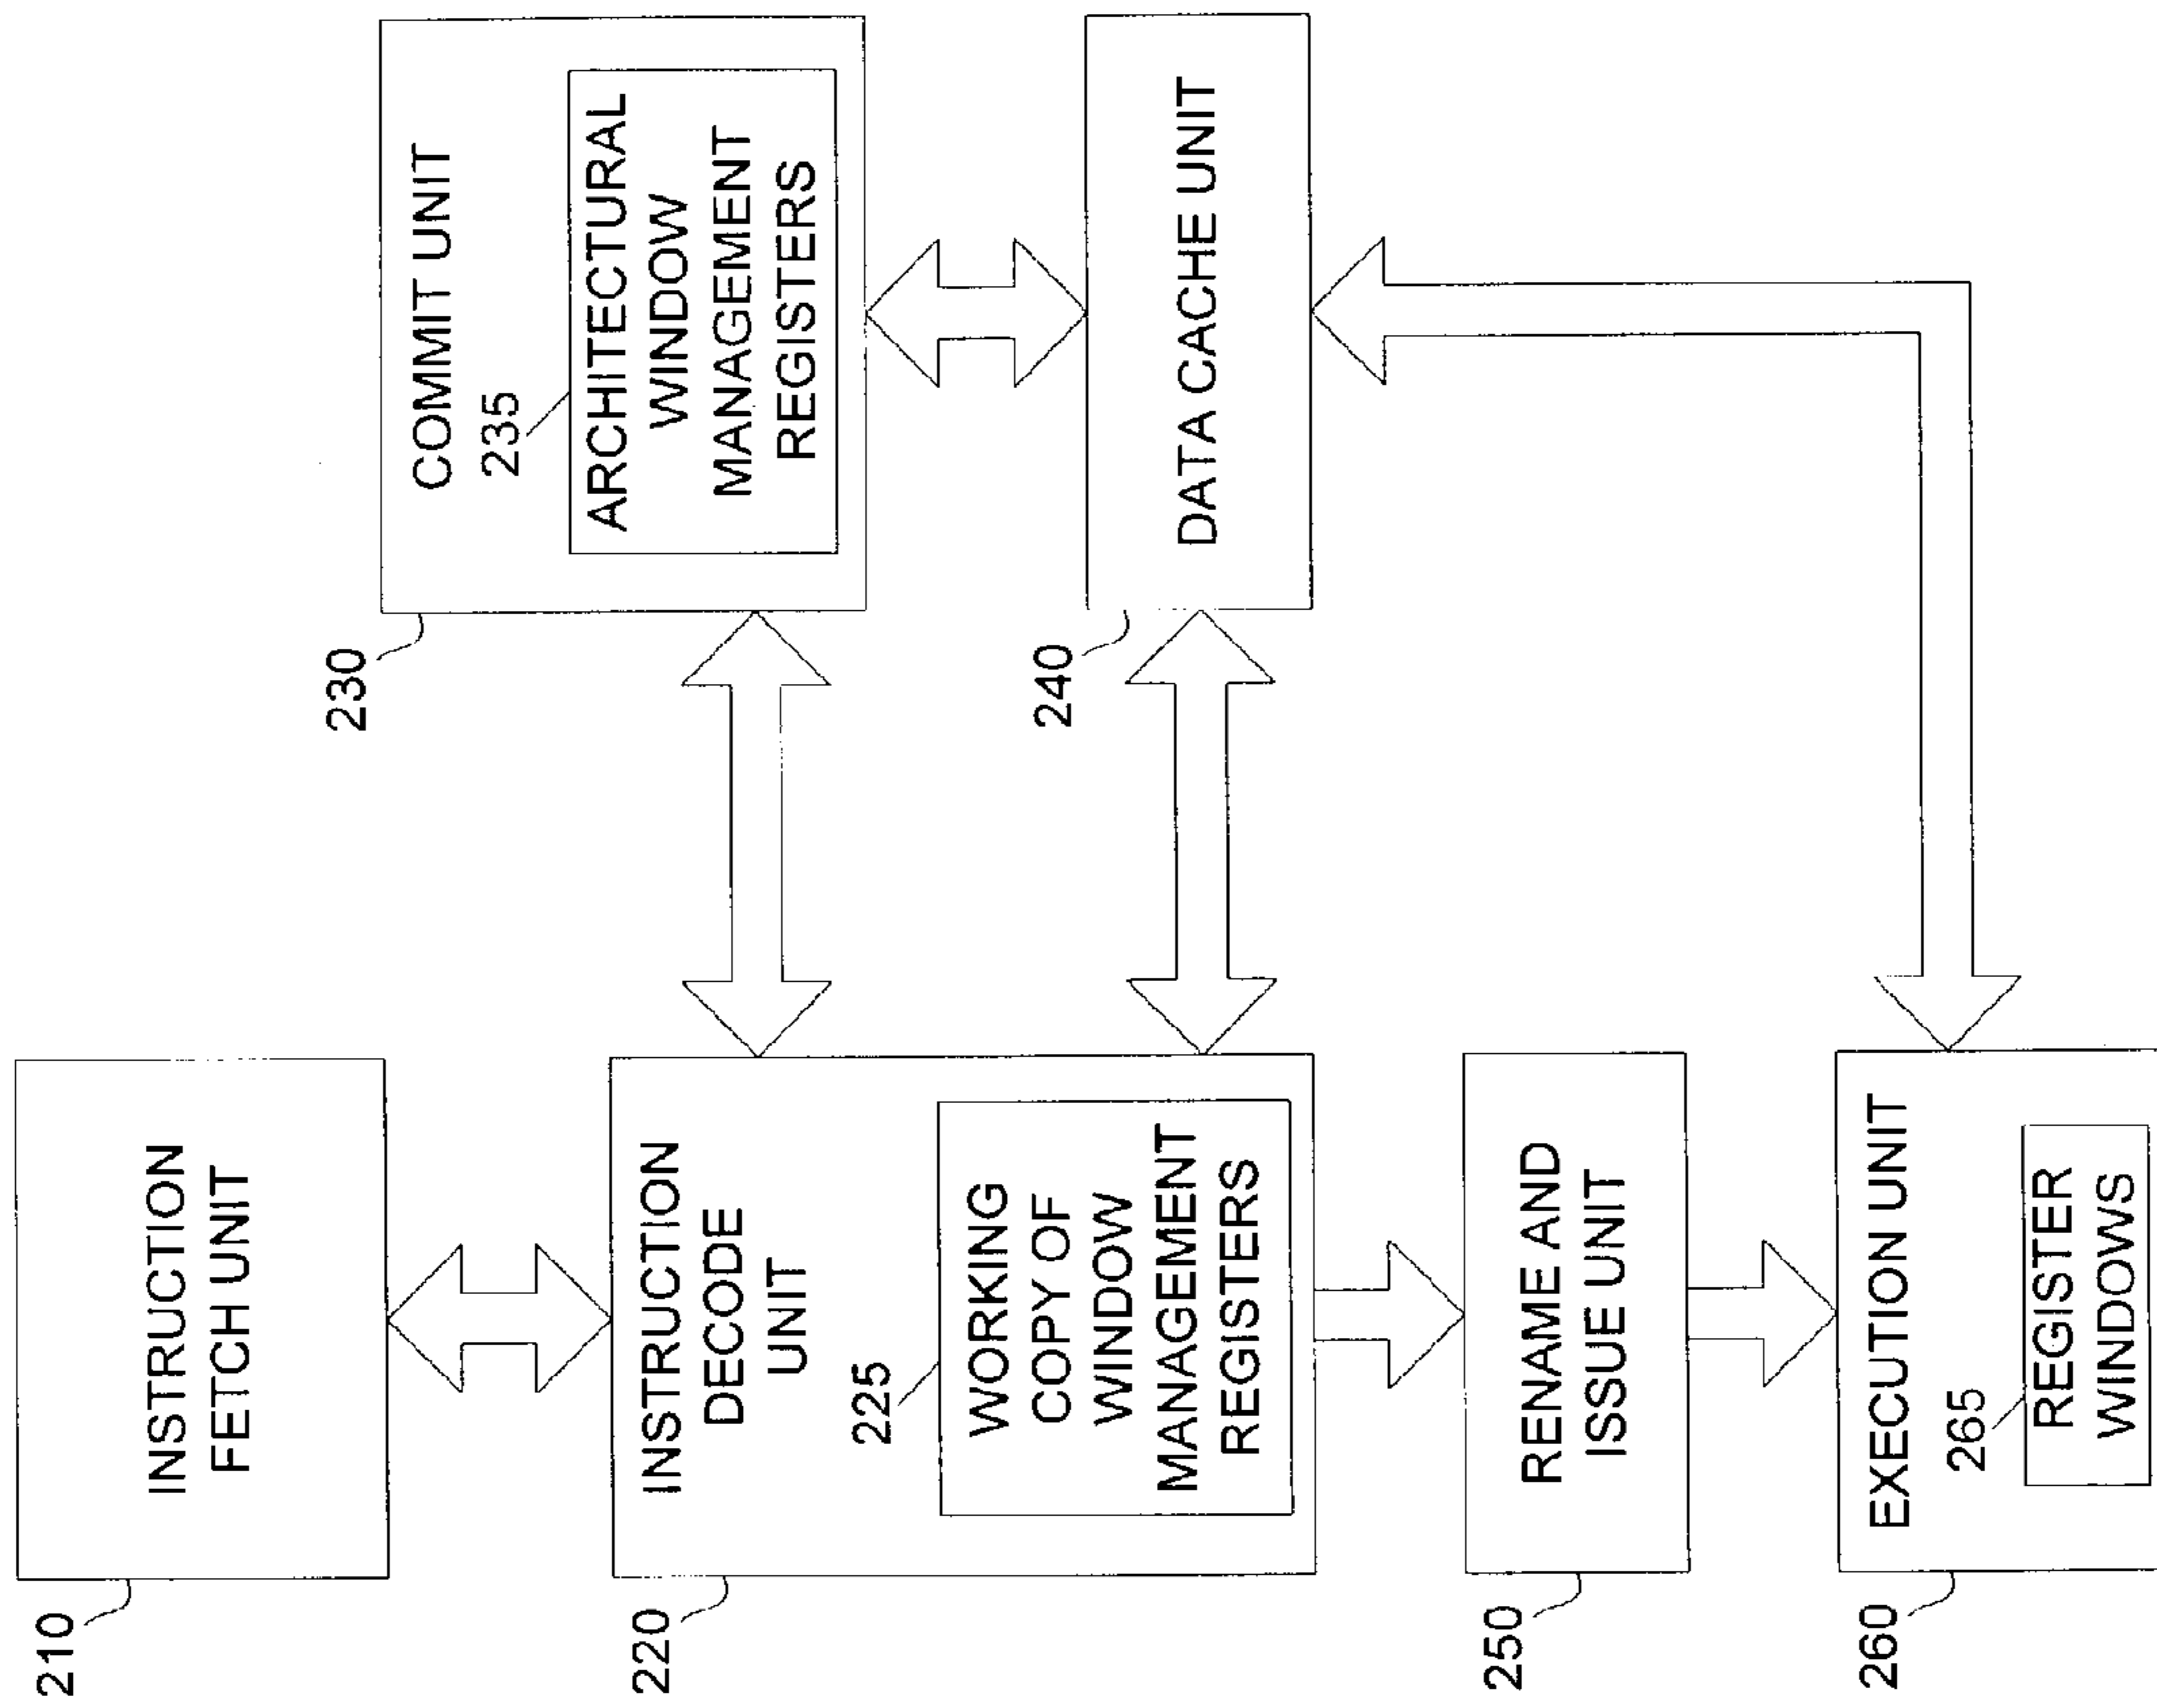 210
INSTRUCTION
FETCH UNIT
220
INSTRUCTION
DECODE
UNIT
225
WORKING
COPY OF
WINDOW
MANAGEMENT
REGISTERS
230
COMMIT UNIT
235
ARCHITECTURAL
WINDOW
MANAGEMENT
REGISTERS
240
DATA CACHE UNIT
250
RENAME AND
ISSUE UNIT
260
EXECUTION UNIT
265
REGISTER
WINDOWS